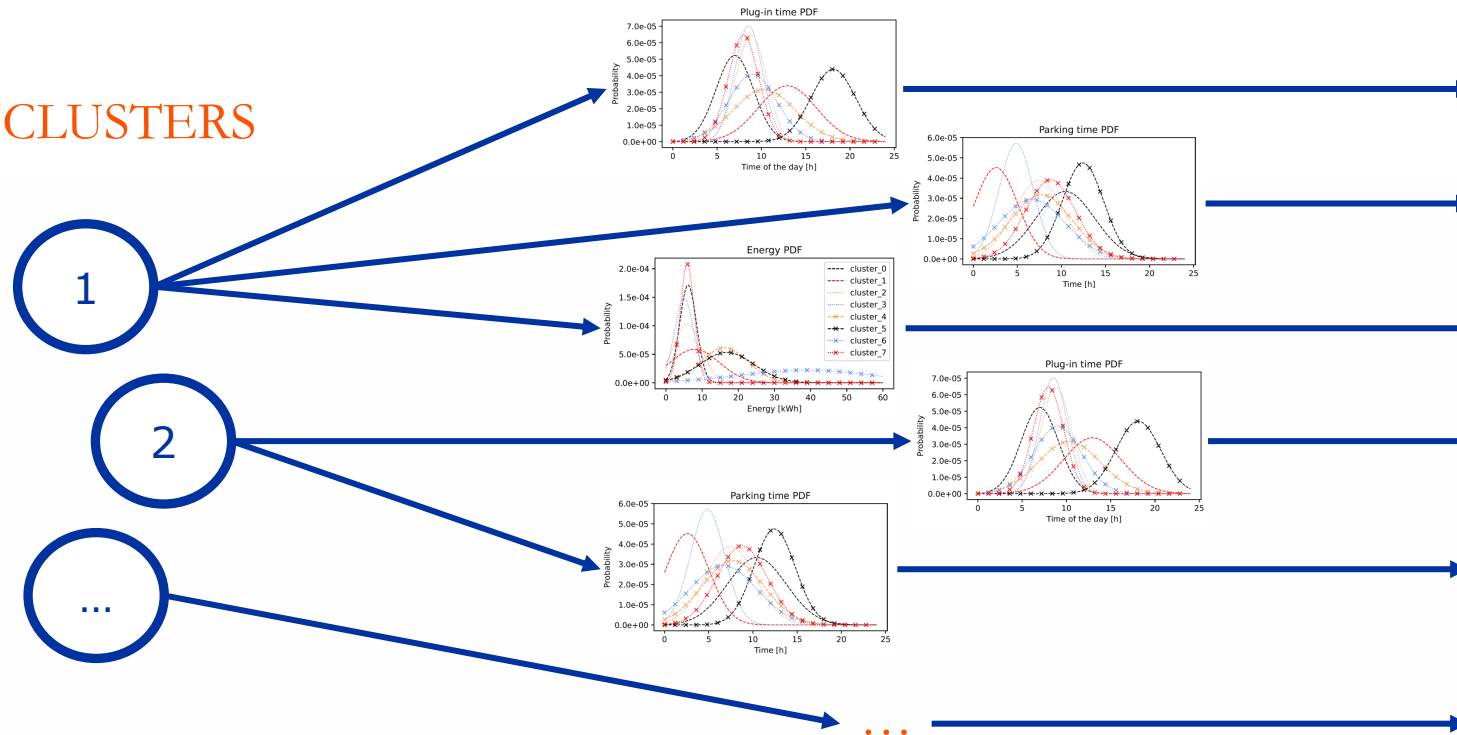 CLUSTERS
1
2
...
Plug-in time PDF
Probability
7.0e-05
6.0e-05
5.0e-05
4.0e-05
3.0e-05
2.0e-05
1.0e-05
0.0e+00
0 5 10 15 20 25
Time of the day [h]
Parking time PDF
Probability
6.0e-05
5.0e-05
4.0e-05
3.0e-05
2.0e-05
1.0e-05
0.0e+00
0 5 10 15 20 25
Time [h]
Energy PDF
Probability
2.0e-04
1.5e-04
1.0e-04
5.0e-05
0.0e+00
cluster_0
cluster_1
cluster_2
cluster_3
cluster_4
cluster_5
cluster_6
cluster_7
0 10 20 30 40 50 60
Energy [kWh]
Plug-in time PDF
Probability
7.0e-05
6.0e-05
5.0e-05
4.0e-05
3.0e-05
2.0e-05
1.0e-05
0.0e+00
0 5 10 15 20 25
Time of the day [h]
Parking time PDF
Probability
6.0e-05
5.0e-05
4.0e-05
3.0e-05
2.0e-05
1.0e-05
0.0e+00
0 5 10 15 20 25
Time [h]
...